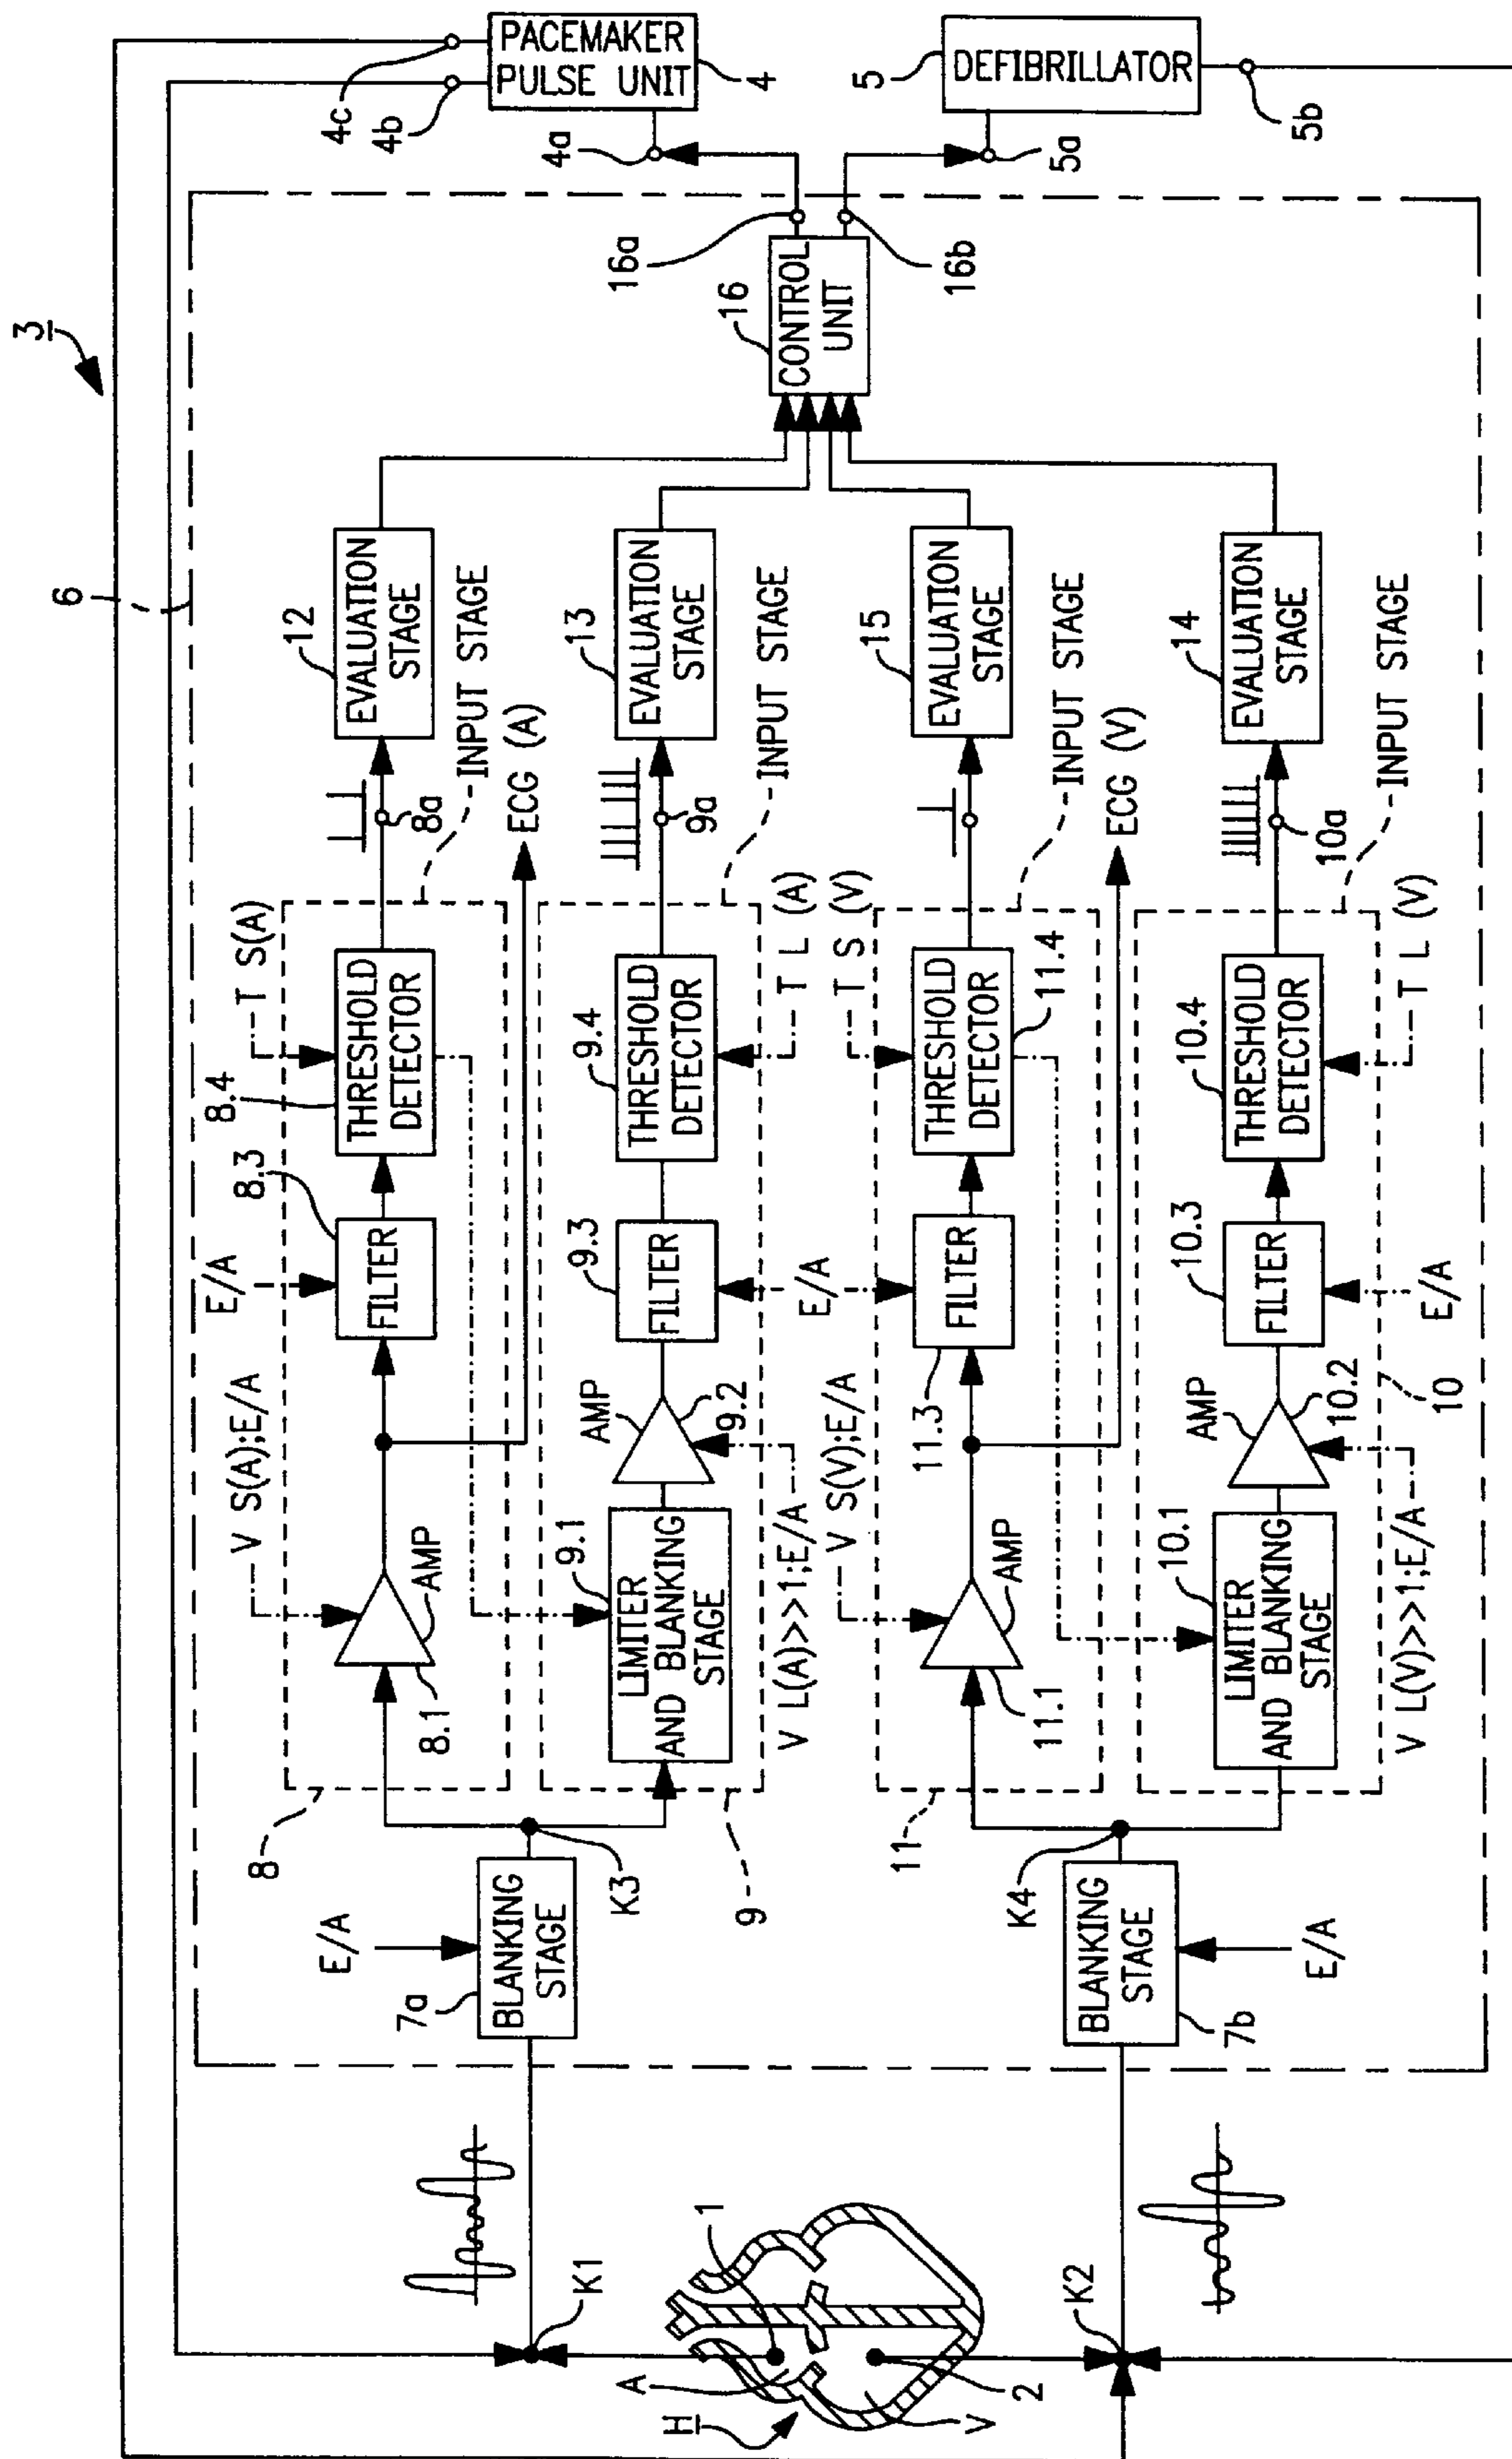 3
6
4c
4b
PACEMAKER
PULSE UNIT
4
4a
5
DEFIBRILLATOR
5a
5b
16a
16b
16
CONTROL
UNIT
12
EVALUATION
STAGE
INPUT STAGE
8a
ECG (A)
13
EVALUATION
STAGE
INPUT STAGE
9a
15
EVALUATION
STAGE
INPUT STAGE
ECG (V)
14
EVALUATION
STAGE
INPUT STAGE
10a
T S(A)
8.4
THRESHOLD
DETECTOR
8.3
FILTER
E/A
V S(A);E/A
AMP
8.1
8
9.4
THRESHOLD
DETECTOR
T L (A)
9.3
FILTER
E/A
AMP
9.2
V L(A)>>1;E/A
9.1
LIMITER
AND BLANKING
STAGE
9
T S (V)
THRESHOLD
DETECTOR
11.4
FILTER
11.3
V S(V);E/A
AMP
11.1
11
10.4
THRESHOLD
DETECTOR
T L (V)
10.3
FILTER
E/A
AMP
10.2
10
V L(V)>>1;E/A
10.1
LIMITER
AND BLANKING
STAGE
E/A
7a
BLANKING
STAGE
K3
K4
BLANKING
STAGE
7b
E/A
K1
1
A
H
V
2
K2